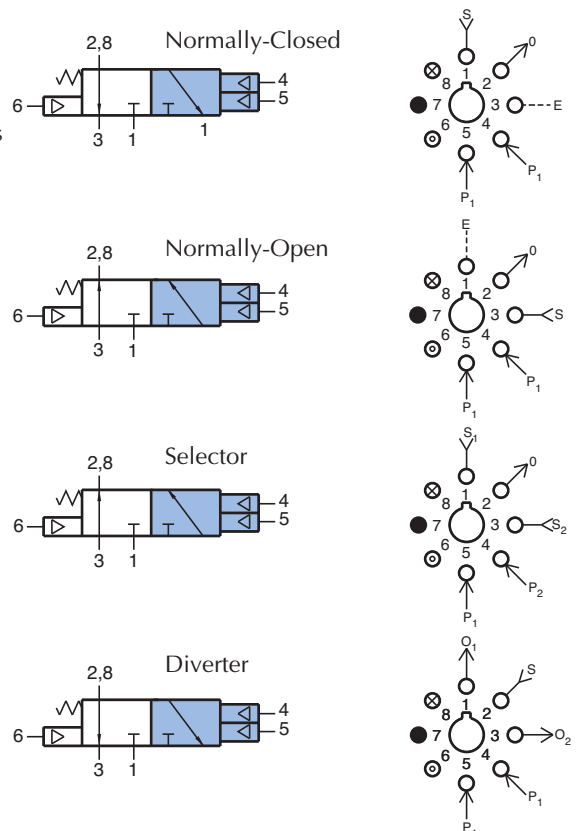 Normally-Closed
2,8
6
4
5
3 1 1
s
S
0
E
P₁
P₁
1 2 3 4 5 6 7 8
Normally-Open
2,8
6
4
5
3 1
E
0
S
P₁
P₁
1 2 3 4 5 6 7 8
Selector
2,8
6
4
5
3 1
S₁
0
S₂
P₂
P₁
1 2 3 4 5 6 7 8
Diverter
2,8
6
4
5
3 1
O₁
S
O₂
P₁
P₁
1 2 3 4 5 6 7 8